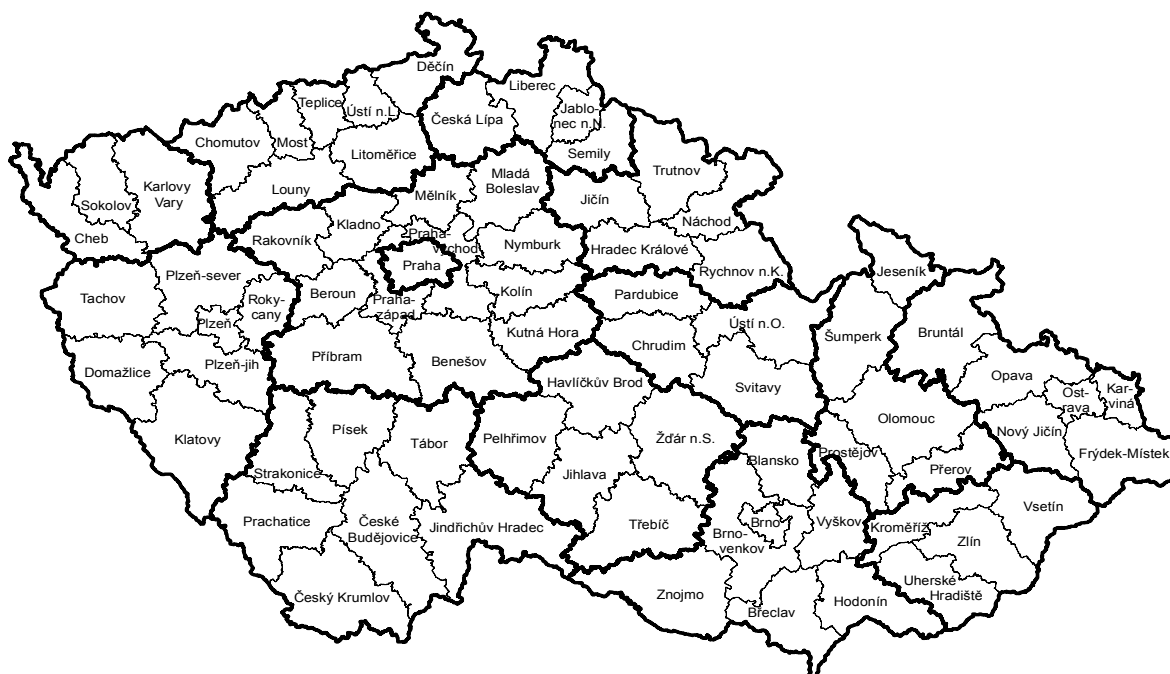 Děčín
Liberec
Teplice
Ústí n.L.
Česká Lípa
Jablo-
nec n.N.
Chomutov
Most
Litoměřice
Semily
Trutnov
Mladá
Boleslav
Karlovy
Vary
Sokolov
Louny
Mělník
Jičín
Náchod
Kladno
Praha-
východ
Cheb
Rakovník
Nymburk
Hradec Králové
Rychnov n.K.
Praha
Plzeň-sever
Jeseník
Tachov
Roky-
cany
Beroun
Praha-
západ
Kolín
Pardubice
Plzeň
Ústí n.O.
Šumperk
Bruntál
Kutná Hora
Chrudim
Příbram
Benešov
Plzeň-jih
Domažlice
Havlíčkův Brod
Svitavy
Opava
Ost-
rava
Kar-
viná
Olomouc
Písek
Tábor
Pelhřimov
Žďár n.S.
Nový Jičín
Klatovy
Prostějov
Frýdek-Místek
Blansko
Strakonice
Jihlava
Přerov
Vsetín
Prachatice
České
Budějovice
Jindřichův Hradec
Třebíč
Brno
Vyškov
Kroměříž
Brno-
venkov
Zlín
Uherské
Hradiště
Český Krumlov
Znojmo
Břeclav
Hodonín